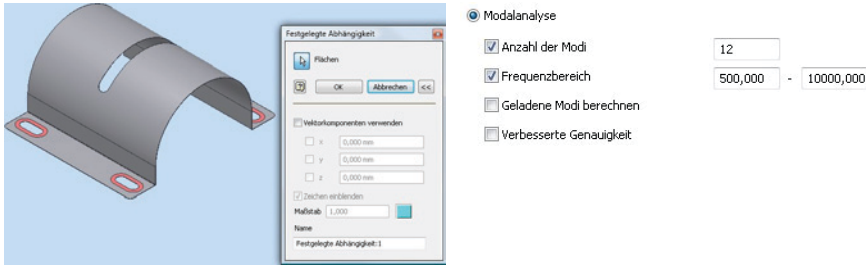 Festgelegte Abhängigkeit
Flächen
OK
Abbrechen
<<
Vektorkomponenten verwenden
x 0,000 mm
y 0,000 mm
z 0,000 mm
Zeichen einblenden
Maßstab 1,000
Name
Festgelegte Abhängigkeit:1
Modalanalyse
Anzahl der Modi 12
Frequenzbereich 500,000 - 10000,000
Geladene Modi berechnen
Verbesserte Genauigkeit